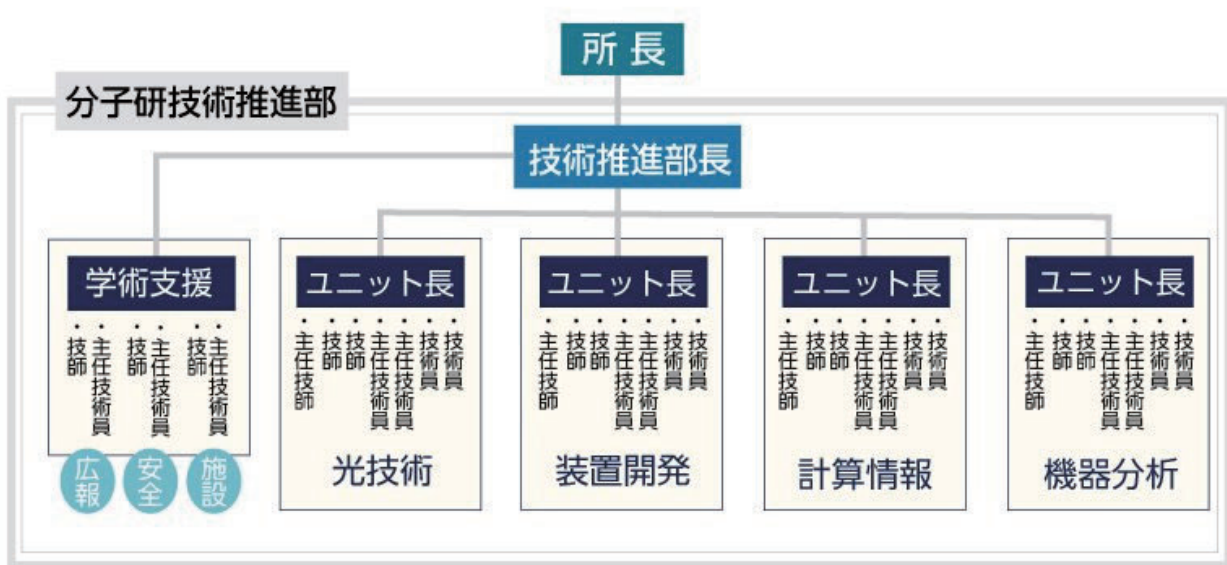 所長
分子研技術推進部
技術推進部長
学術支援
・技師
・主任技術員
・技師
・主任技術員
・技師
・主任技術員
広報
安全
施設
ユニット長
・主任技師
・技師
・技師
・主任技術員
・主任技術員
・技術員
・技術員
光技術
ユニット長
・主任技師
・技師
・技師
・主任技術員
・主任技術員
・技術員
・技術員
装置開発
ユニット長
・主任技師
・技師
・技師
・主任技術員
・主任技術員
・技術員
・技術員
計算情報
ユニット長
・主任技師
・技師
・技師
・主任技術員
・主任技術員
・技術員
・技術員
機器分析